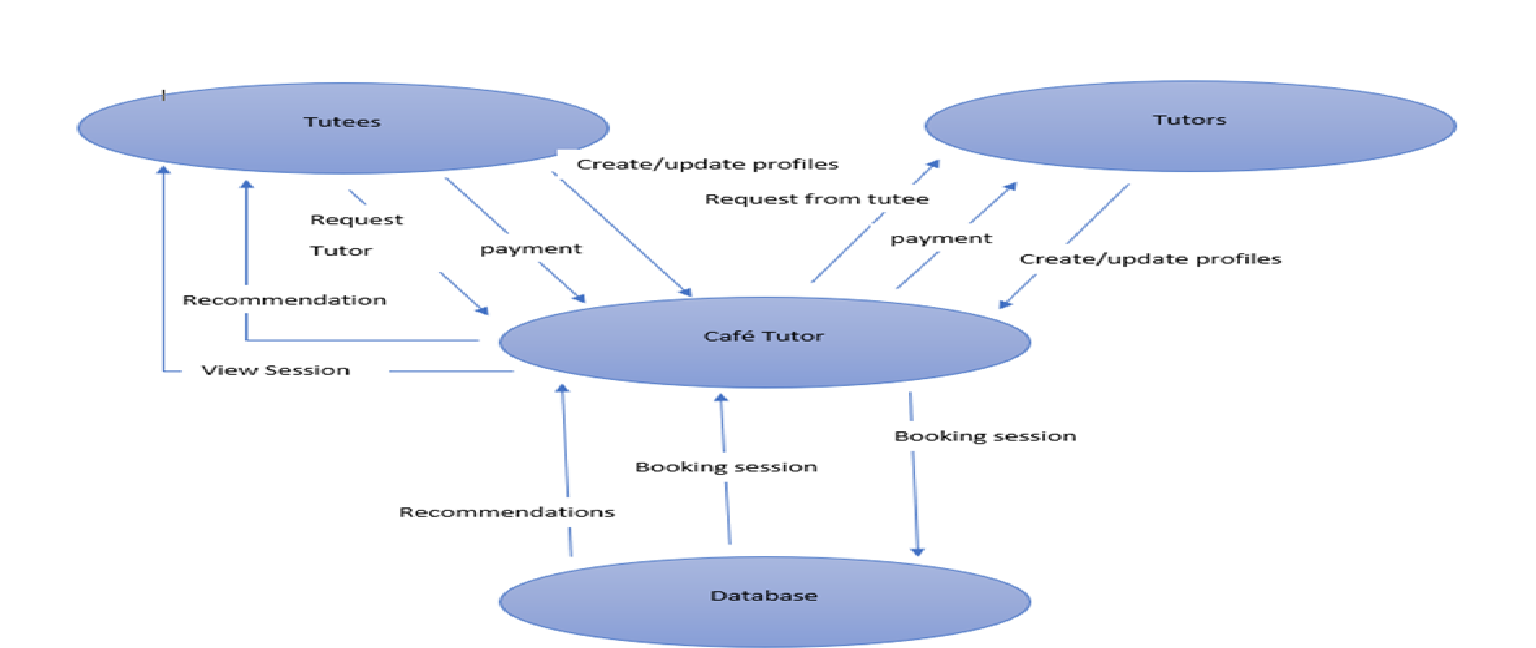 Tutees
Tutors
Create/update profiles
Request from tutee
Request
Tutor
payment
payment
Create/update profiles
Recommendation
Café Tutor
View Session
Booking session
Booking session
Recommendations
Database